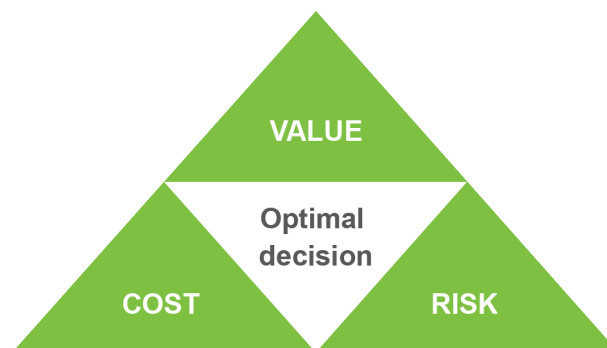 VALUE
Optimal
decision
COST
RISK